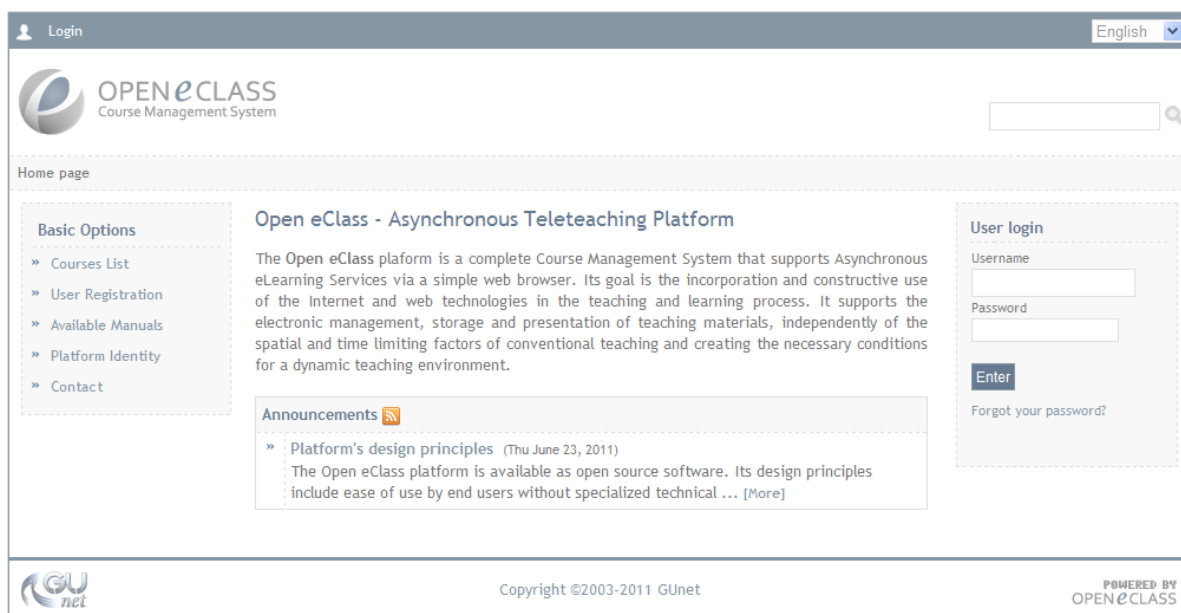 Login
English
OPEN eCLASS
Course Management System
Home page
Basic Options
» Courses List
» User Registration
» Available Manuals
» Platform Identity
» Contact
Open eClass - Asynchronous Teleteaching Platform
The Open eClass plaform is a complete Course Management System that supports Asynchronous
eLearning Services via a simple web browser. Its goal is the incorporation and constructive use
of the Internet and web technologies in the teaching and learning process. It supports the
electronic management, storage and presentation of teaching materials, independently of the
spatial and time limiting factors of conventional teaching and creating the necessary conditions
for a dynamic teaching environment.
Announcements
» Platform's design principles (Thu June 23, 2011)
The Open eClass platform is available as open source software. Its design principles
include ease of use by end users without specialized technical ... [More]
User login
Username
Password
Enter
Forgot your password?
GU
net
Copyright ©2003-2011 GUnet
POWERED BY
OPEN eCLASS